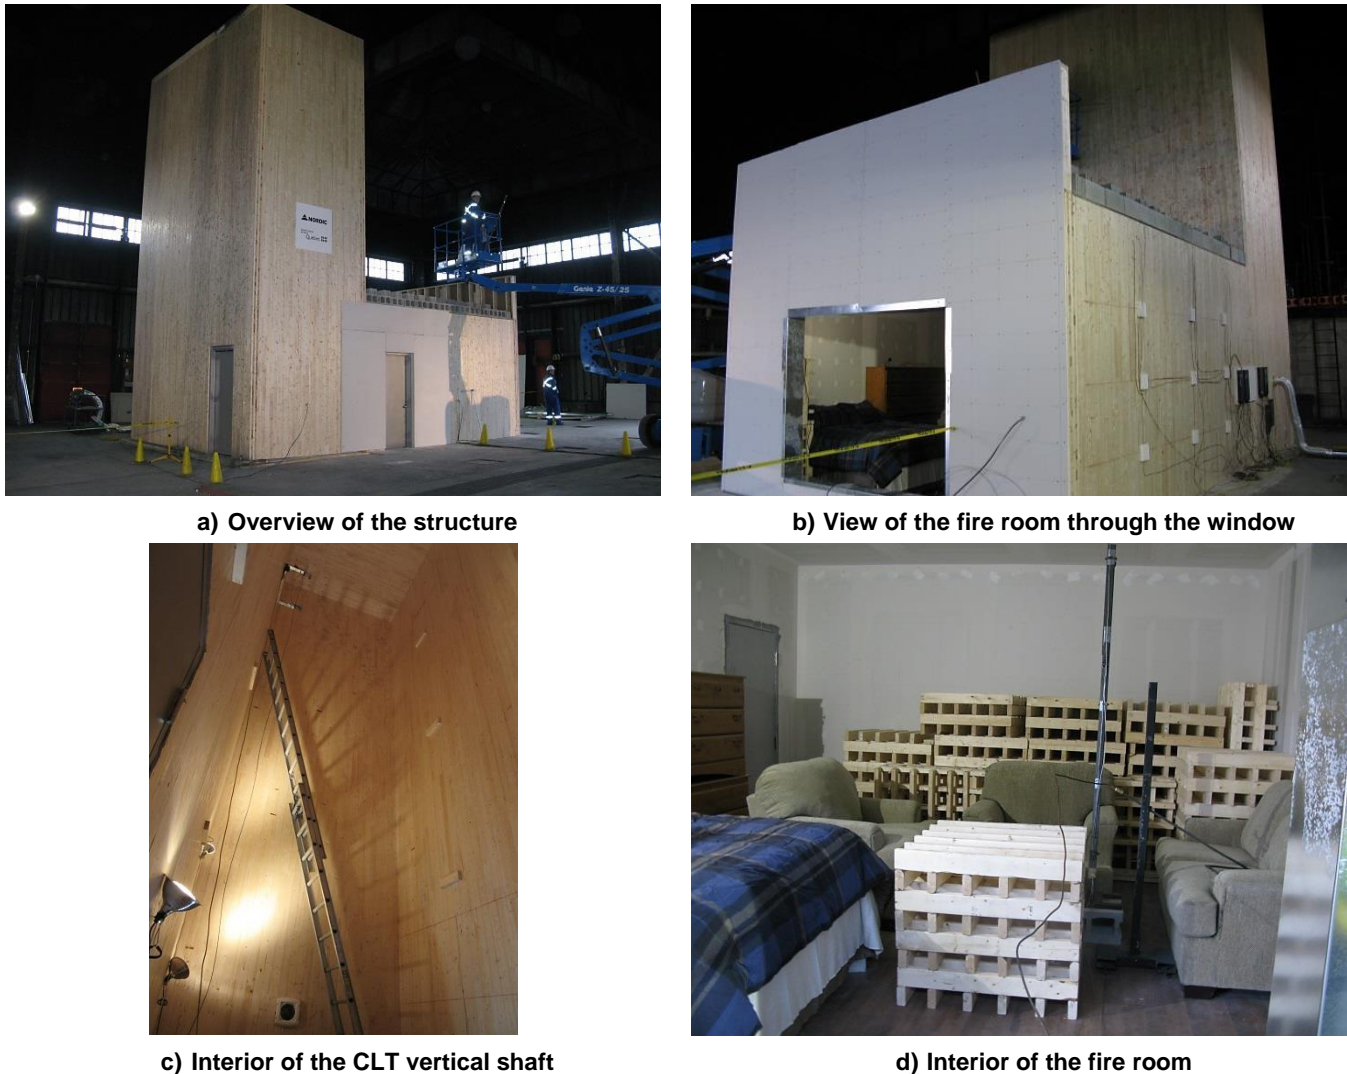 NORDIC
Québec
Genie Z-45/25
a) Overview of the structure
b) View of the fire room through the window
c) Interior of the CLT vertical shaft
d) Interior of the fire room